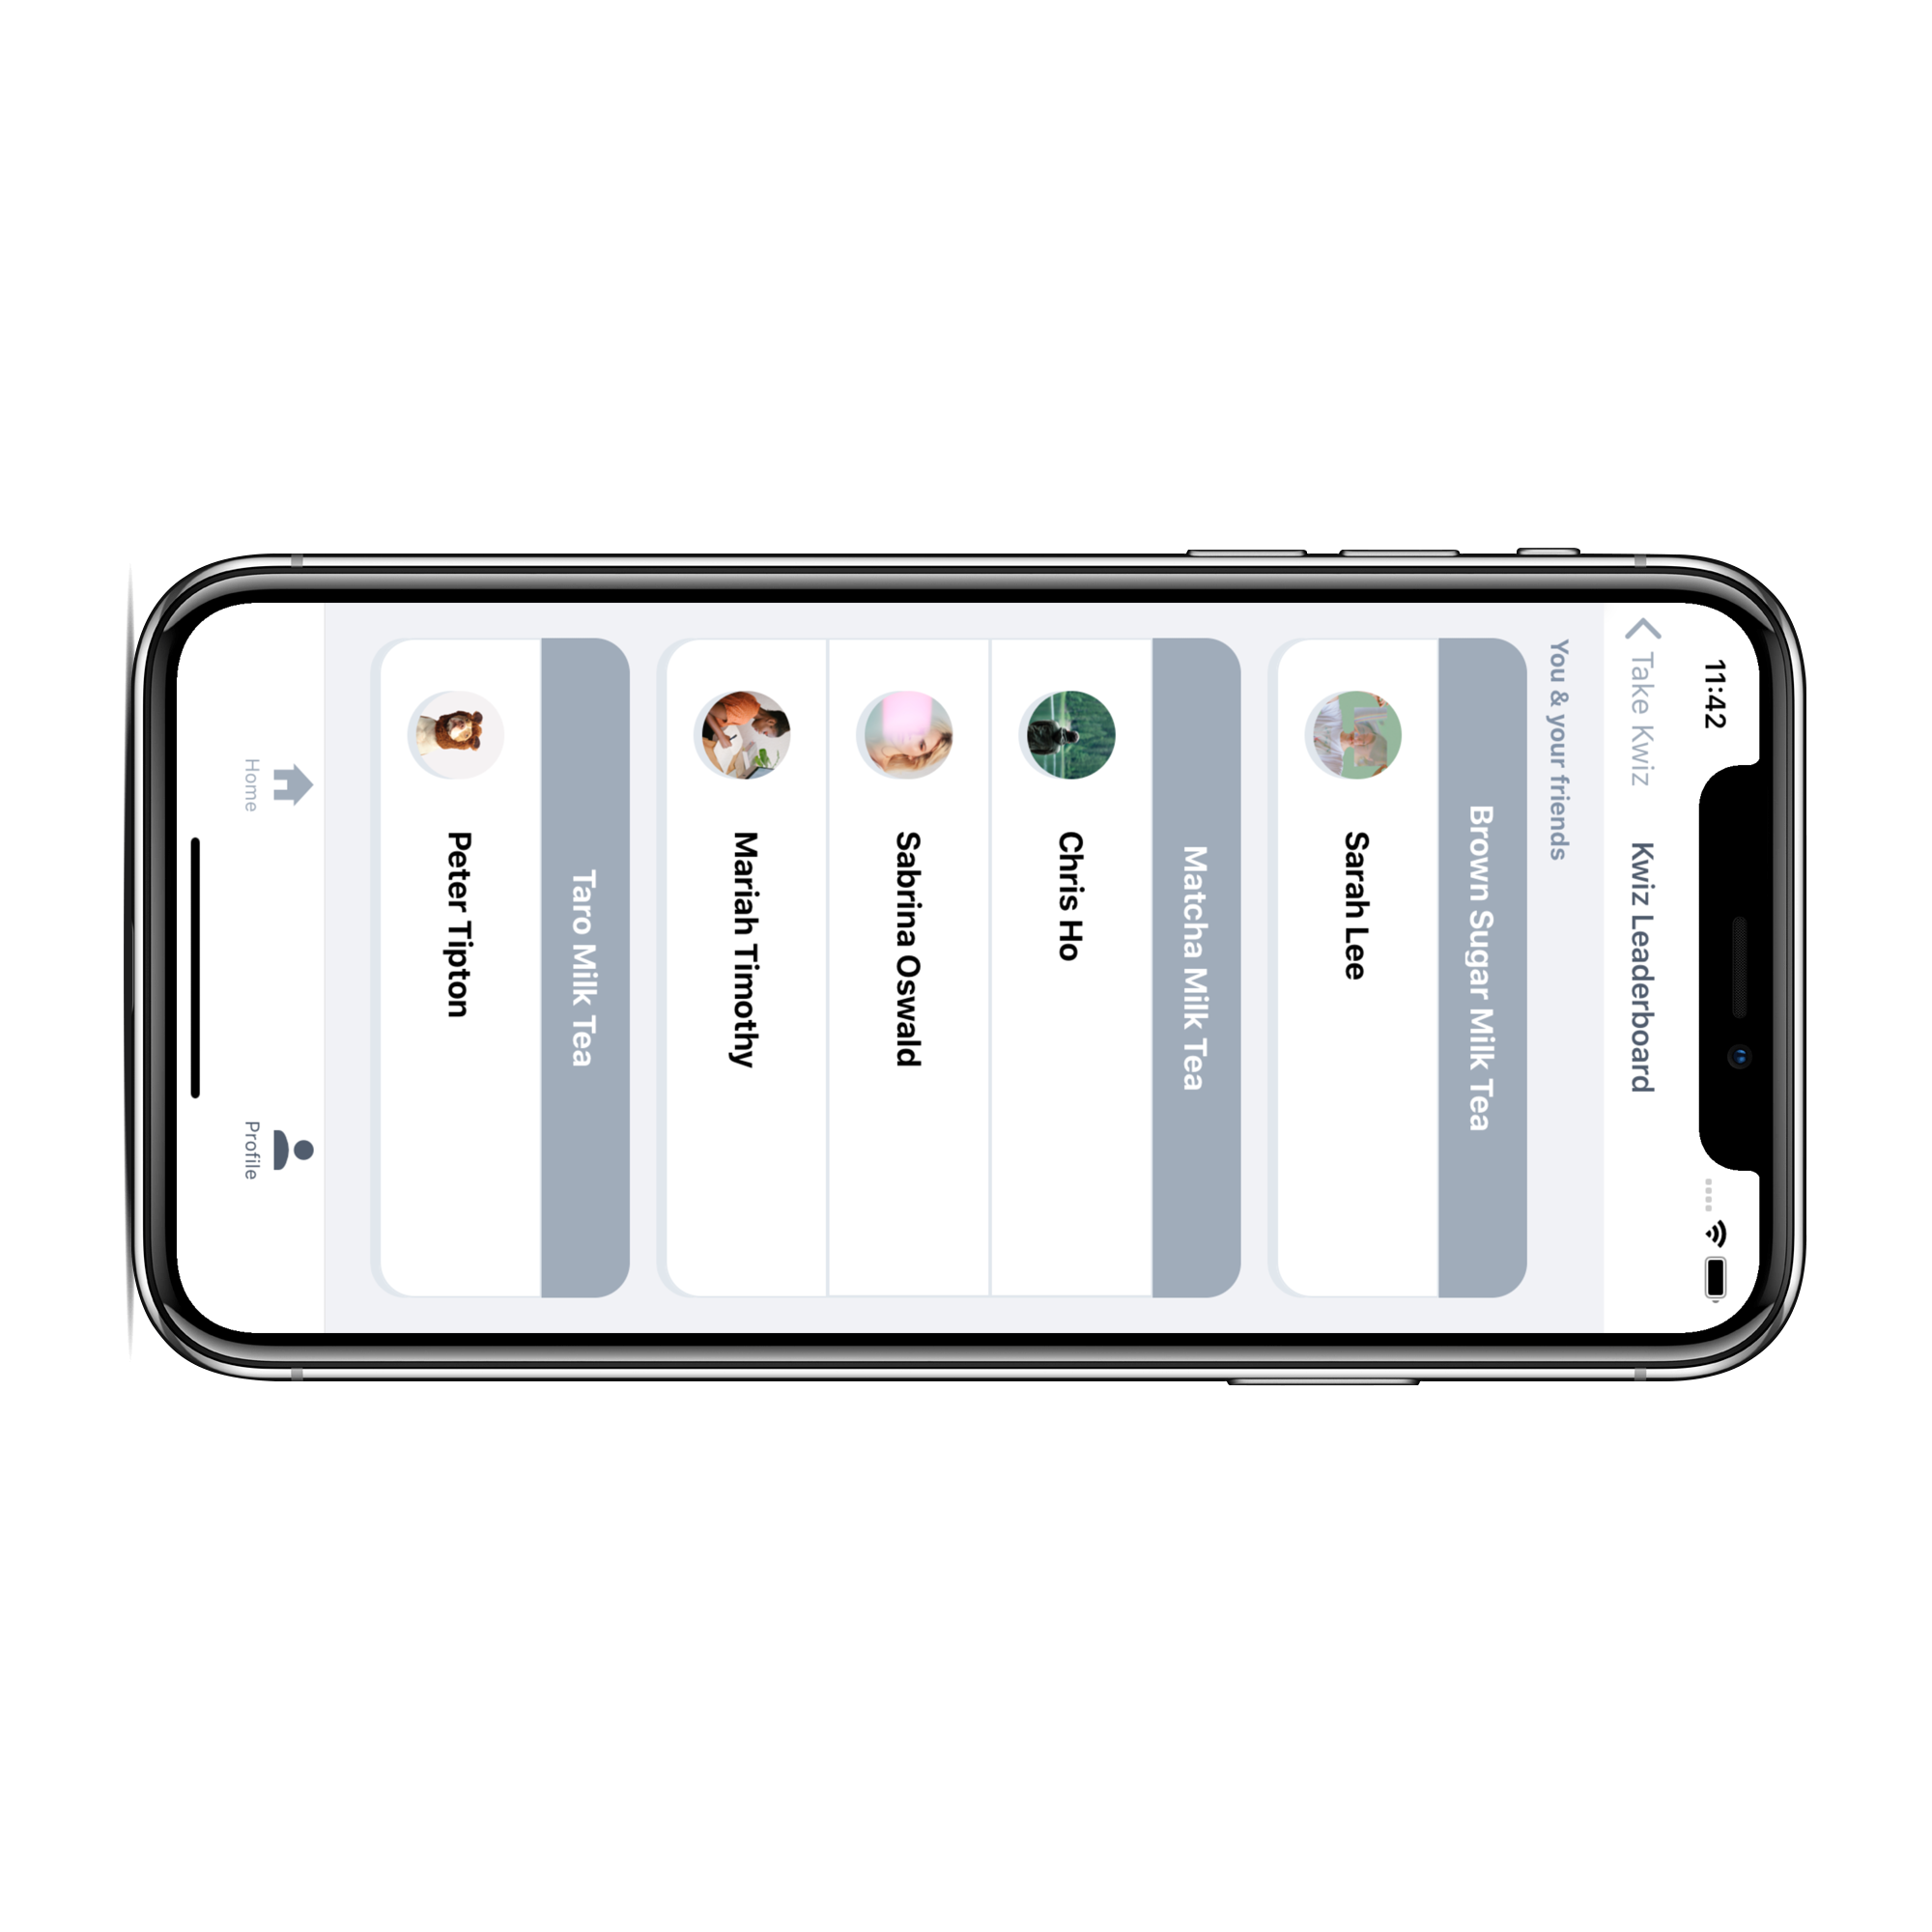 11:42
Take Kwiz
Kwiz Leaderboard
You & your friends
Brown Sugar Milk Tea
Sarah Lee
Matcha Milk Tea
Chris Ho
Sabrina Oswald
Mariah Timothy
Taro Milk Tea
Peter Tipton
Home
Profile